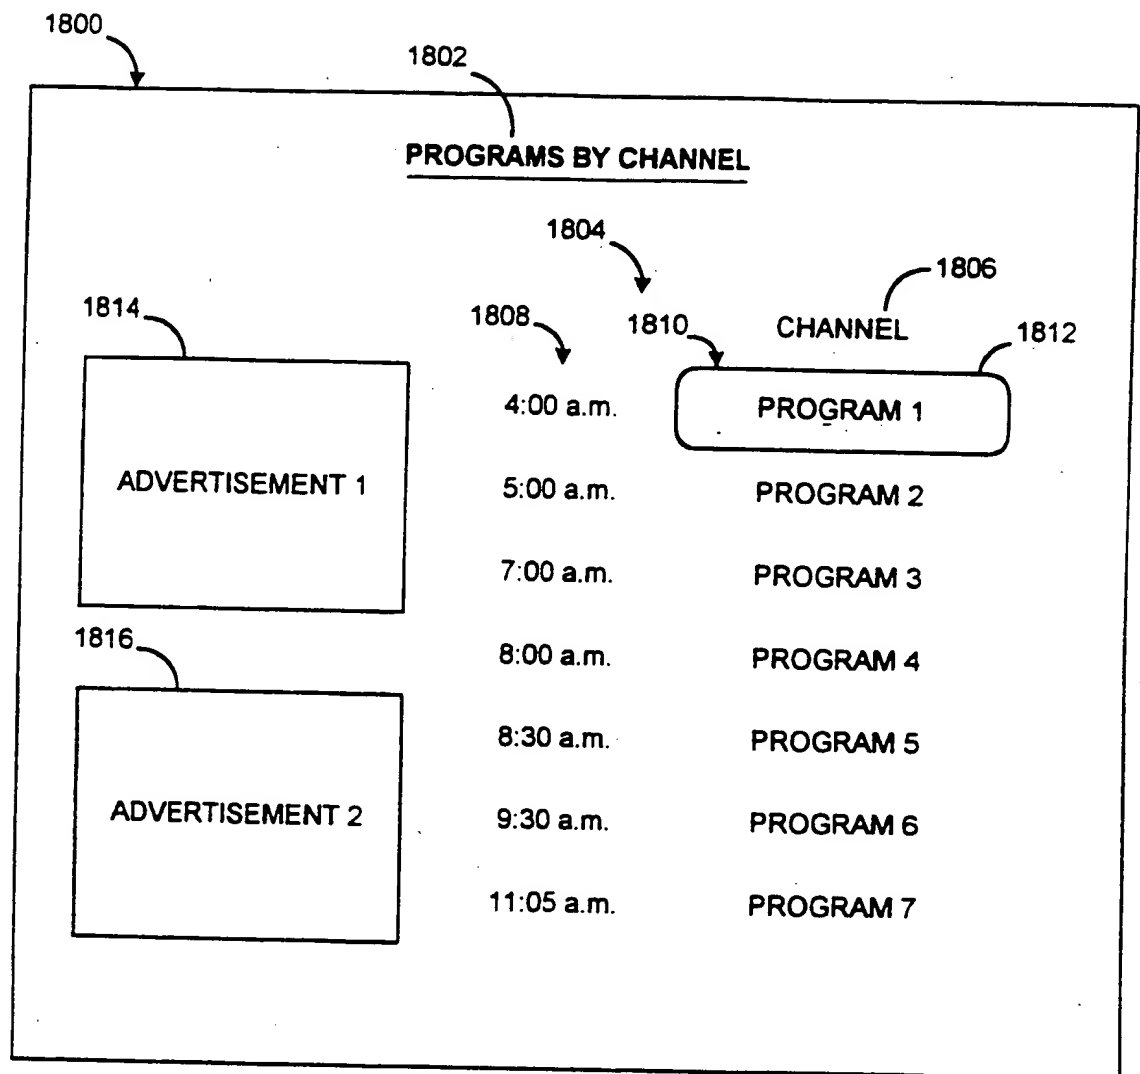 1800
1802
PROGRAMS BY CHANNEL
1804
1806
1814
1808
1810
CHANNEL
1812
4:00 a.m.
PROGRAM 1
ADVERTISEMENT 1
5:00 a.m.
PROGRAM 2
7:00 a.m.
PROGRAM 3
1816
8:00 a.m.
PROGRAM 4
8:30 a.m.
PROGRAM 5
ADVERTISEMENT 2
9:30 a.m.
PROGRAM 6
11:05 a.m.
PROGRAM 7